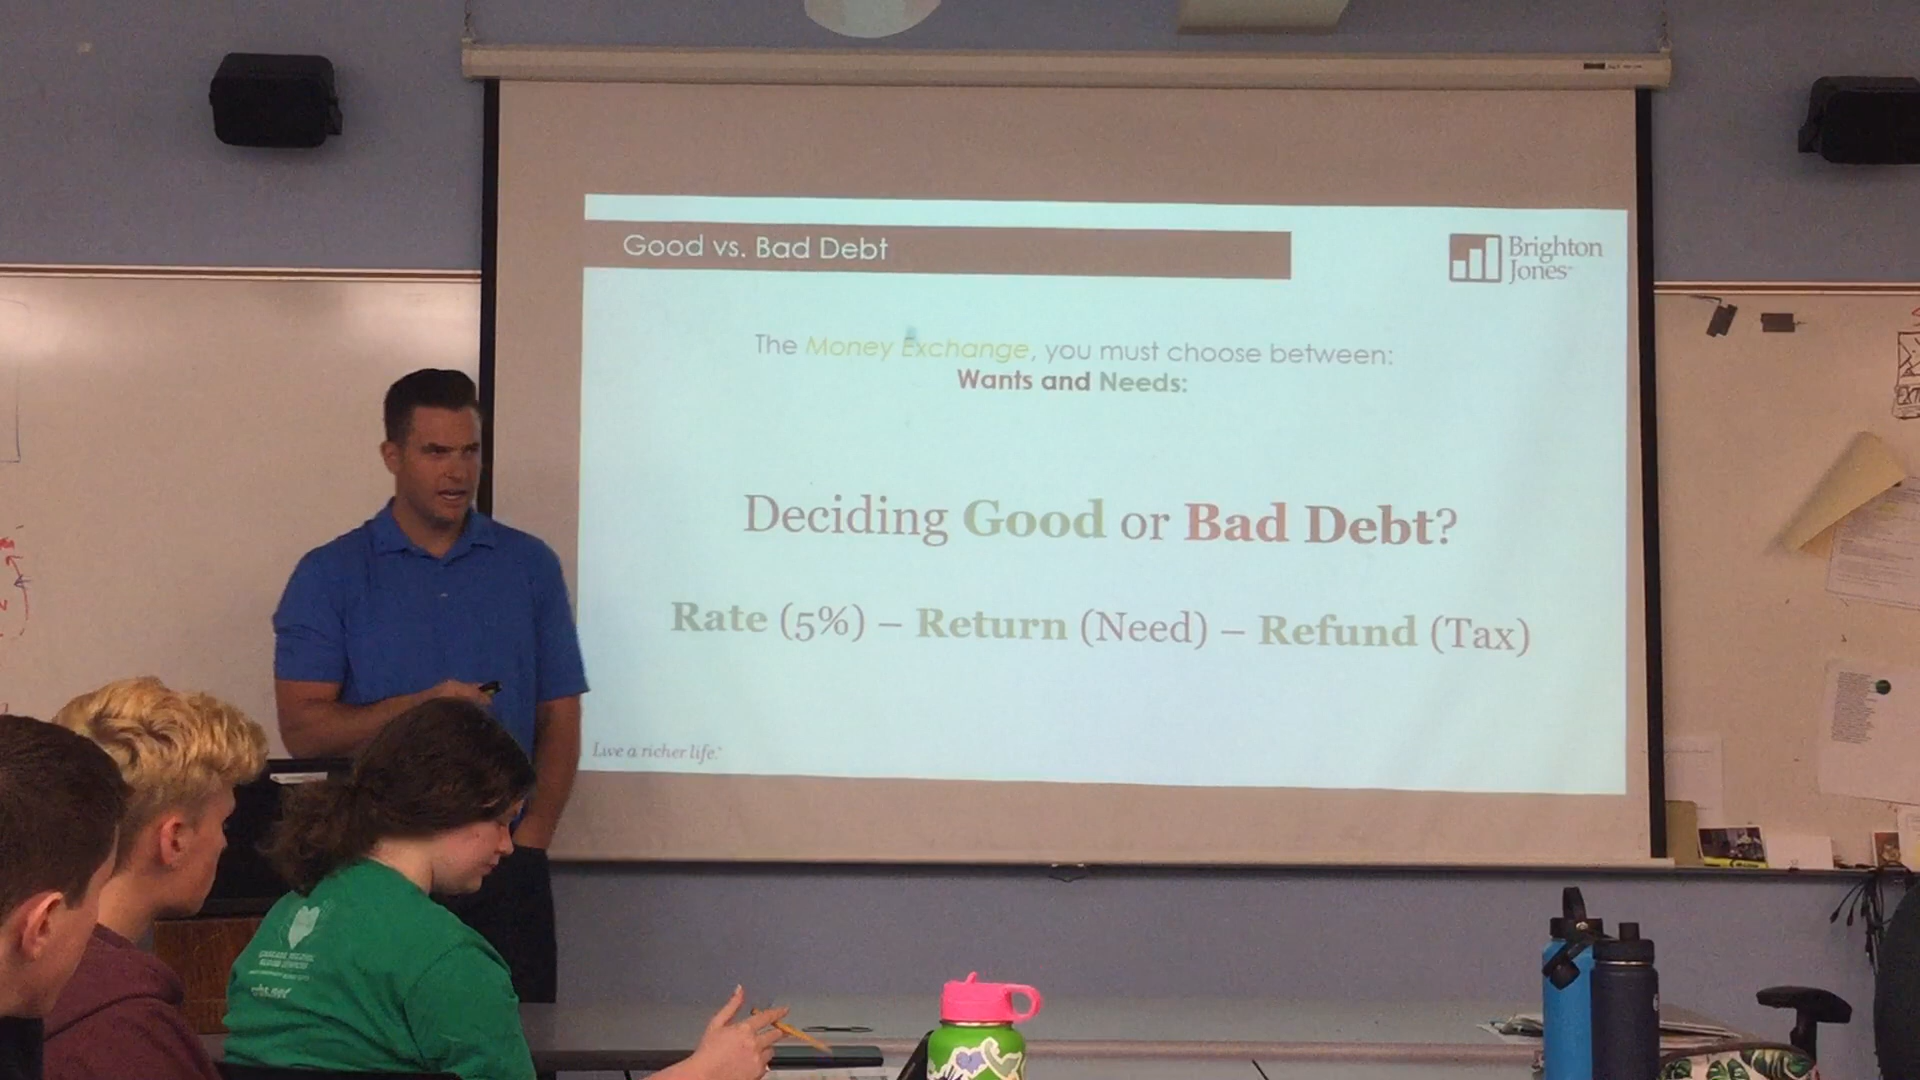 Good vs. Bad Debt
Brighton
Jones
The Money Exchange, you must choose between:
Wants and Needs:
Deciding Good or Bad Debt?
Rate (5%) – Return (Need) – Refund (Tax)
Live a richer life.